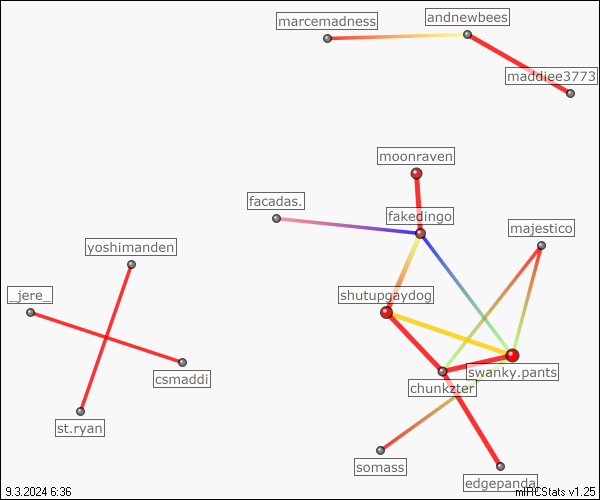 marcemadness
andnewbees
maddiee3773
moonraven
facadas.
fakedingo
majestico
yoshimanden
_jere_
shutupgaydog
swanky.pants
csmaddi
chunkzter
st.ryan
somass
edgepanda
9.3.2024 6:36
mIRCStats v1.25